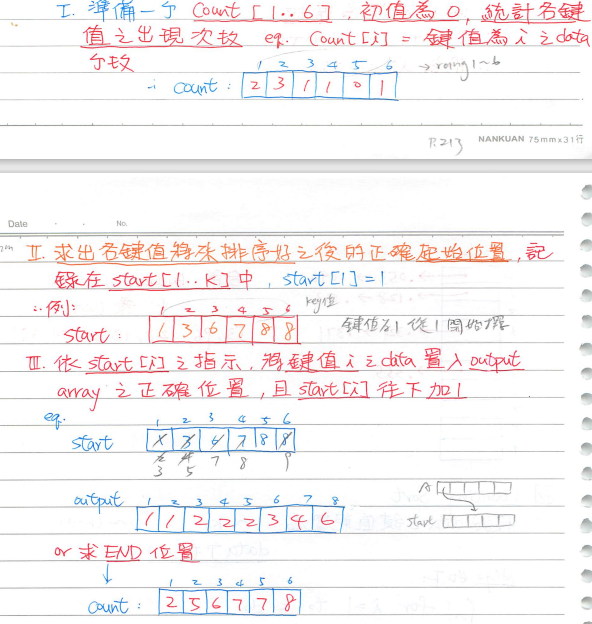 I. 準備一个 Count [1..6], 初值為 0, 統計各鍵
值之出現次数 eg. Count[i] = 鍵值為 i 之data
个数
1 2 3 4 5 6 → range 1~6
∴ count: 2 3 1 1 0 1
P.213 NANKUAN 75mm×31行
Date No.
II. 求出各鍵值將來排序好之後的正確起始位置, 記
錄在 start [1..K] 中, start[1]=1
∴例: 1 2 3 4 5 6 key值
start: 1 3 6 7 8 8 鍵值為1 從1開始擺
III. 依 start[i] 之指示, 將鍵值 i 之data 置入 output
array 之正確位置, 且 start[i] 往下加1
eg. 1 2 3 4 5 6
start 1 3 6 7 8 8
2 4 7 8 9
3 5
output 1 2 3 4 5 6 7 8
1 1 2 2 2 3 4 6
A
start
or 求 END 位置
↓ 1 2 3 4 5 6
count: 2 5 6 7 7 8